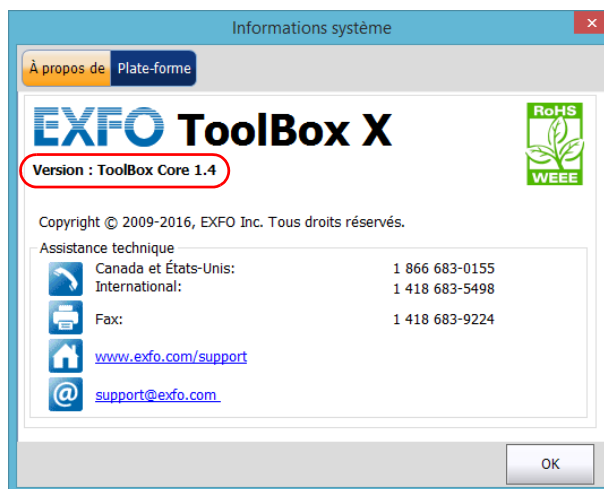 Informations système
À propos de Plate-forme
EXFO ToolBox X
RoHS
WEEE
Version : ToolBox Core 1.4
Copyright © 2009-2016, EXFO Inc. Tous droits réservés.
Assistance technique
Canada et États-Unis: 1 866 683-0155
International: 1 418 683-5498
Fax: 1 418 683-9224
www.exfo.com/support
@ support@exfo.com
OK